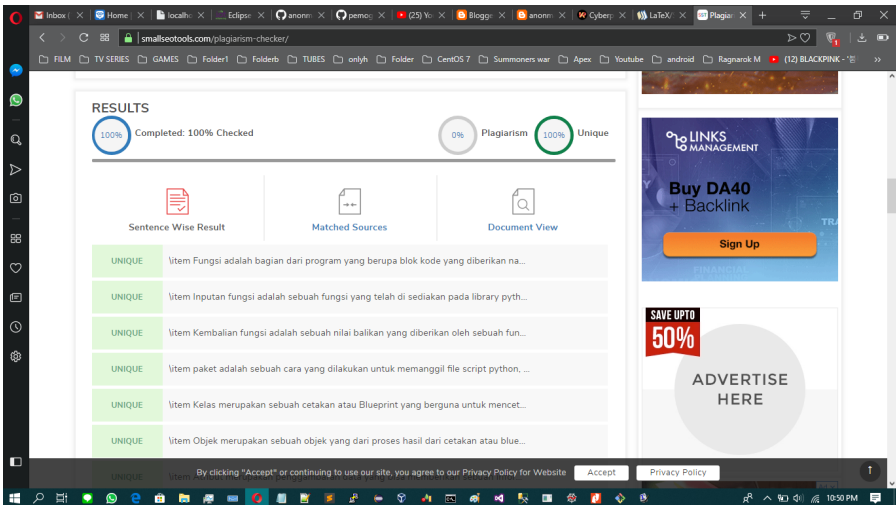 Inbox (
Home |
localho
Eclipse
anonm
pemog
(25) Yo
Blogge
anonm
Cyberp
LaTeX/
Plagiar
smallseotools.com/plagiarism-checker/
FILM
TV SERIES
GAMES
Folder1
Folderb
TUBES
onlyh
Folder
CentOS 7
Summoners war
Apex
Youtube
android
Ragnarok M
(12) BLACKPINK - '
RESULTS
100%
Completed: 100% Checked
0%
Plagiarism
100%
Unique
Sentence Wise Result
Matched Sources
Document View
UNIQUE \item Fungsi adalah bagian dari program yang berupa blok kode yang diberikan na...
UNIQUE \item Inputan fungsi adalah sebuah fungsi yang telah di sediakan pada library pyth...
UNIQUE \item Kembalian fungsi adalah sebuah nilai balikan yang diberikan oleh sebuah fun...
UNIQUE \item paket adalah sebuah cara yang dilakukan untuk memanggil file script python, ...
UNIQUE \item Kelas merupakan sebuah cetakan atau Blueprint yang berguna untuk mencet...
UNIQUE \item Objek merupakan sebuah objek yang dari proses hasil dari cetakan atau blue...
UNIQUE
By clicking "Accept" or continuing to use our site, you agree to our Privacy Policy for Website
Accept
Privacy Policy
LINKS
MANAGEMENT
Buy DA40
+ Backlink
Sign Up
FINANCIAL
TRA
SAVE UPTO
50%
ADVERTISE
HERE
10:50 PM